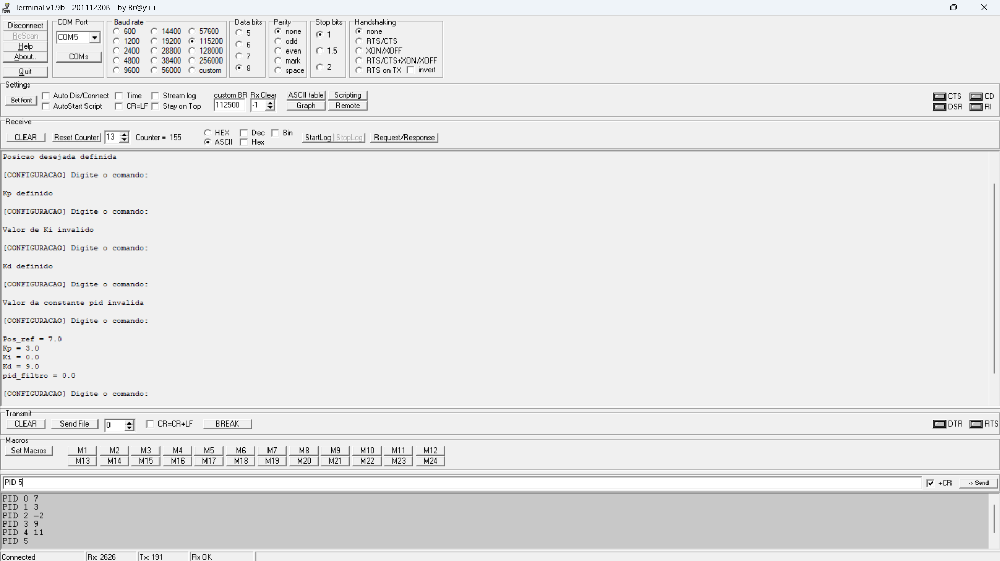 Terminal v1.9b - 20111230ß - by Br@y++
Disconnect
ReScan
Help
About..
Quit
COM Port
COM5
COMs
Baud rate
600 14400 57600
1200 19200 115200
2400 28800 128000
4800 38400 256000
9600 56000 custom
Data bits
5
6
7
8
Parity
none
odd
even
mark
space
Stop bits
1
1.5
2
Handshaking
none
RTS/CTS
XON/XOFF
RTS/CTS+XON/XOFF
RTS on TX invert
Settings
Set font
Auto Dis/Connect Time Stream log
AutoStart Script CR=LF Stay on Top
custom BR Rx Clear
112500 -1
ASCII table Scripting
Graph Remote
CTS CD
DSR RI
Receive
CLEAR Reset Counter 13 Counter = 155
HEX Dec Bin
ASCII Hex
StartLog StopLog Request/Response
Posicao desejada definida
[CONFIGURACAO] Digite o comando:
Kp definido
[CONFIGURACAO] Digite o comando:
Valor de Ki invalido
[CONFIGURACAO] Digite o comando:
Kd definido
[CONFIGURACAO] Digite o comando:
Valor da constante pid invalida
[CONFIGURACAO] Digite o comando:
Pos_ref = 7.0
Kp = 3.0
Ki = 0.0
Kd = 9.0
pid_filtro = 0.0
[CONFIGURACAO] Digite o comando:
Transmit
CLEAR Send File 0 CR=CR+LF BREAK
DTR RTS
Macros
Set Macros
M1 M2 M3 M4 M5 M6 M7 M8 M9 M10 M11 M12
M13 M14 M15 M16 M17 M18 M19 M20 M21 M22 M23 M24
PID 5
+CR -> Send
PID 0 7
PID 1 3
PID 2 -2
PID 3 9
PID 4 11
PID 5
Connected Rx: 2626 Tx: 191 Rx OK